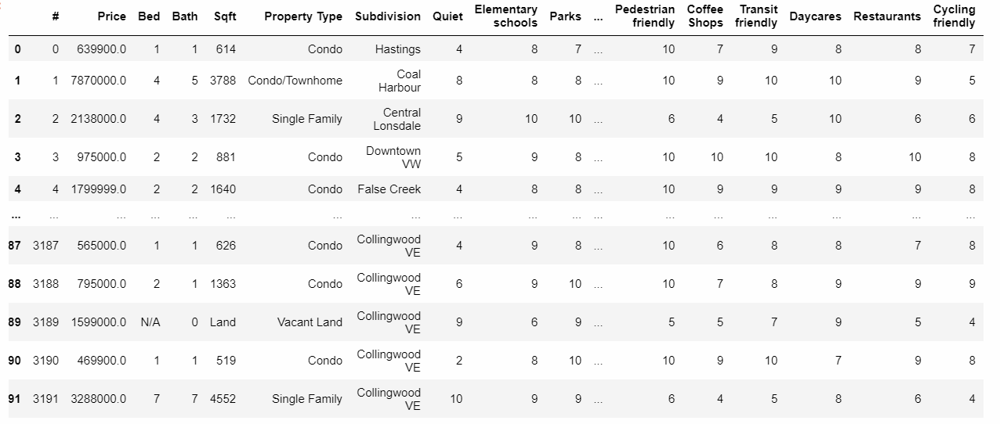 # Price Bed Bath Sqft Property Type Subdivision Quiet Elementary schools Parks ... Pedestrian friendly Coffee Shops Transit friendly Daycares Restaurants Cycling friendly
0 0 639900.0 1 1 614 Condo Hastings 4 8 7 ... 10 7 9 8 8 7
1 1 7870000.0 4 5 3788 Condo/Townhome Coal Harbour 8 8 8 ... 10 9 10 10 9 5
2 2 2138000.0 4 3 1732 Single Family Central Lonsdale 9 10 10 ... 6 4 5 10 6 6
3 3 975000.0 2 2 881 Condo Downtown VW 5 9 8 ... 10 10 10 8 10 8
4 4 1799999.0 2 2 1640 Condo False Creek 4 8 8 ... 10 9 9 9 9 8
... ... ... ... ... ... ... ... ... ... ... ... ... ... ... ... ... ...
87 3187 565000.0 1 1 626 Condo Collingwood VE 4 9 8 ... 10 6 8 8 7 8
88 3188 795000.0 2 1 1363 Condo Collingwood VE 6 9 10 ... 10 7 8 9 9 9
89 3189 1599000.0 N/A 0 Land Vacant Land Collingwood VE 9 6 9 ... 5 5 7 9 5 4
90 3190 469900.0 1 1 519 Condo Collingwood VE 2 8 10 ... 10 9 10 7 9 8
91 3191 3288000.0 7 7 4552 Single Family Collingwood VE 10 9 9 ... 6 4 5 8 6 4